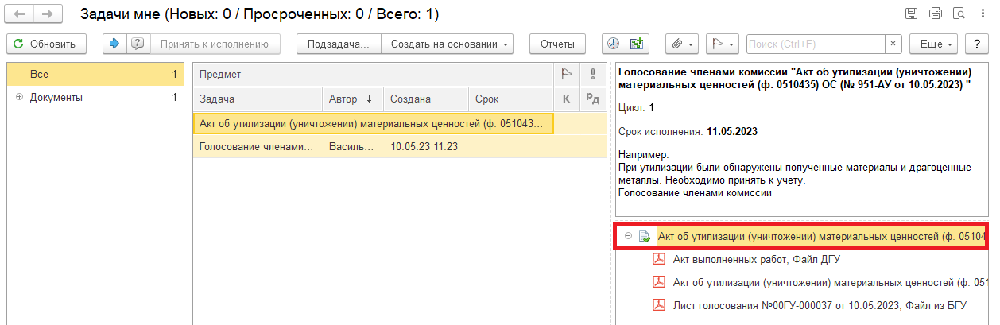 Задачи мне (Новых: 0 / Просроченных: 0 / Всего: 1)
Обновить
Принять к исполнению
Подзадача...
Создать на основании
Отчеты
Поиск (Ctrl+F)
×
Еще
?
Все 1
Документы 1
Предмет
Задача Автор ↓ Создана Срок К Рд
Акт об утилизации (уничтожении) материальных ценностей (ф. 051043...
Голосование членами... Василь... 10.05.23 11:23
Голосование членами комиссии "Акт об утилизации (уничтожении)
материальных ценностей (ф. 0510435) ОС (№ 951-АУ от 10.05.2023) "
Цикл: 1
Срок исполнения: 11.05.2023
Например:
При утилизации были обнаружены полученные материалы и драгоценные
металлы. Необходимо принять к учету.
Голосование членами комиссии
Акт об утилизации (уничтожении) материальных ценностей (ф. 05104
Акт выполненных работ, Файл ДГУ
Акт об утилизации (уничтожении) материальных ценностей (ф. 051
Лист голосования №00ГУ-000037 от 10.05.2023, Файл из БГУ